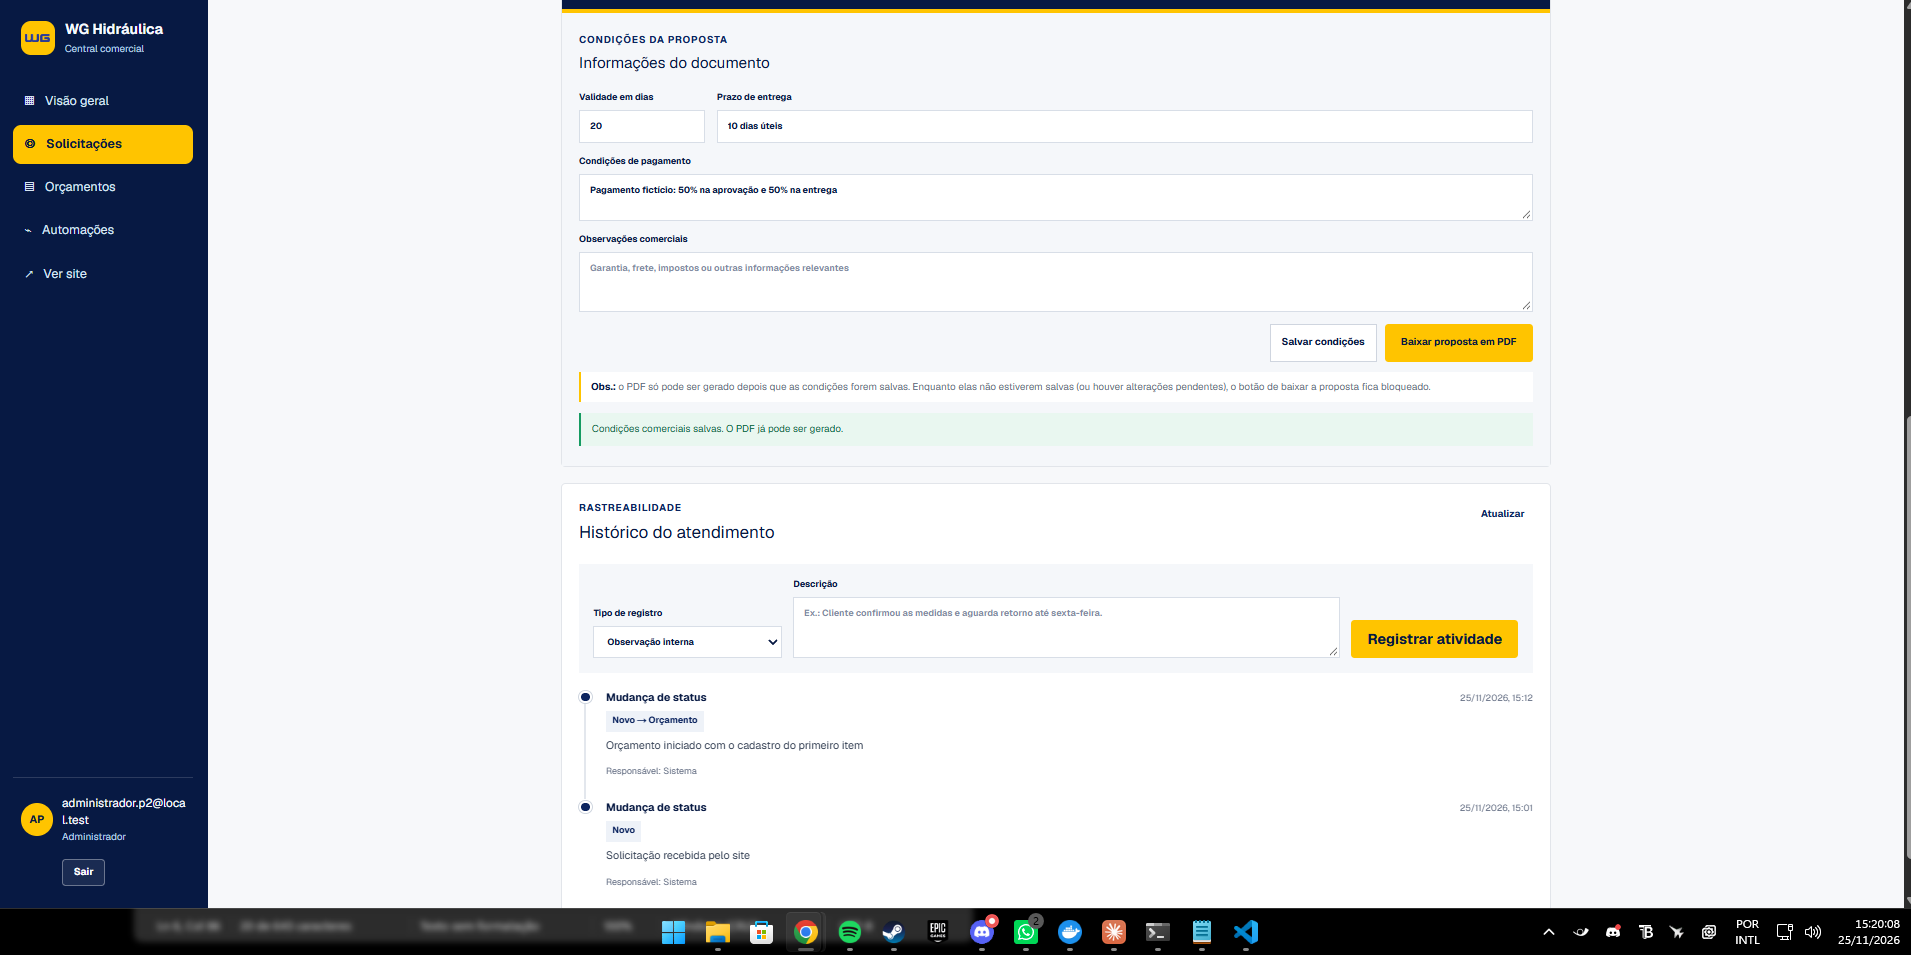 WG
WG Hidráulica
Central comercial
Visão geral
Solicitações
Orçamentos
Automações
Ver site
AP
administrador.p2@loca
l.test
Administrador
Sair
CONDIÇÕES DA PROPOSTA
Informações do documento
Validade em dias
Prazo de entrega
20
10 dias úteis
Condições de pagamento
Pagamento fictício: 50% na aprovação e 50% na entrega
Observações comerciais
Garantia, frete, impostos ou outras informações relevantes
Salvar condições
Baixar proposta em PDF
Obs.: o PDF só pode ser gerado depois que as condições forem salvas. Enquanto elas não estiverem salvas (ou houver alterações pendentes), o botão de baixar a proposta fica bloqueado.
Condições comerciais salvas. O PDF já pode ser gerado.
RASTREABILIDADE
Histórico do atendimento
Atualizar
Tipo de registro
Observação interna
Descrição
Ex.: Cliente confirmou as medidas e aguarda retorno até sexta-feira.
Registrar atividade
Mudança de status
25/11/2026, 15:12
Novo → Orçamento
Orçamento iniciado com o cadastro do primeiro item
Responsável: Sistema
Mudança de status
25/11/2026, 15:01
Novo
Solicitação recebida pelo site
Responsável: Sistema
EPIC
GAMES
2
POR
INTL
15:20:08
25/11/2026